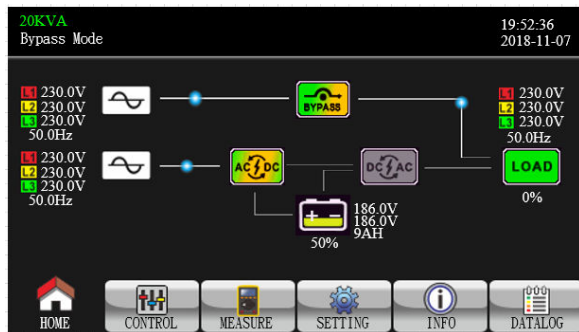 20KVA
Bypass Mode
19:52:36
2018-11-07
L1 230.0V
L2 230.0V
L3 230.0V
50.0Hz
BYPASS
L1 230.0V
L2 230.0V
L3 230.0V
50.0Hz
L1 230.0V
L2 230.0V
L3 230.0V
50.0Hz
AC DC
DC AC
LOAD
0%
186.0V
186.0V
9AH
50%
HOME
CONTROL
MEASURE
SETTING
INFO
DATALOG